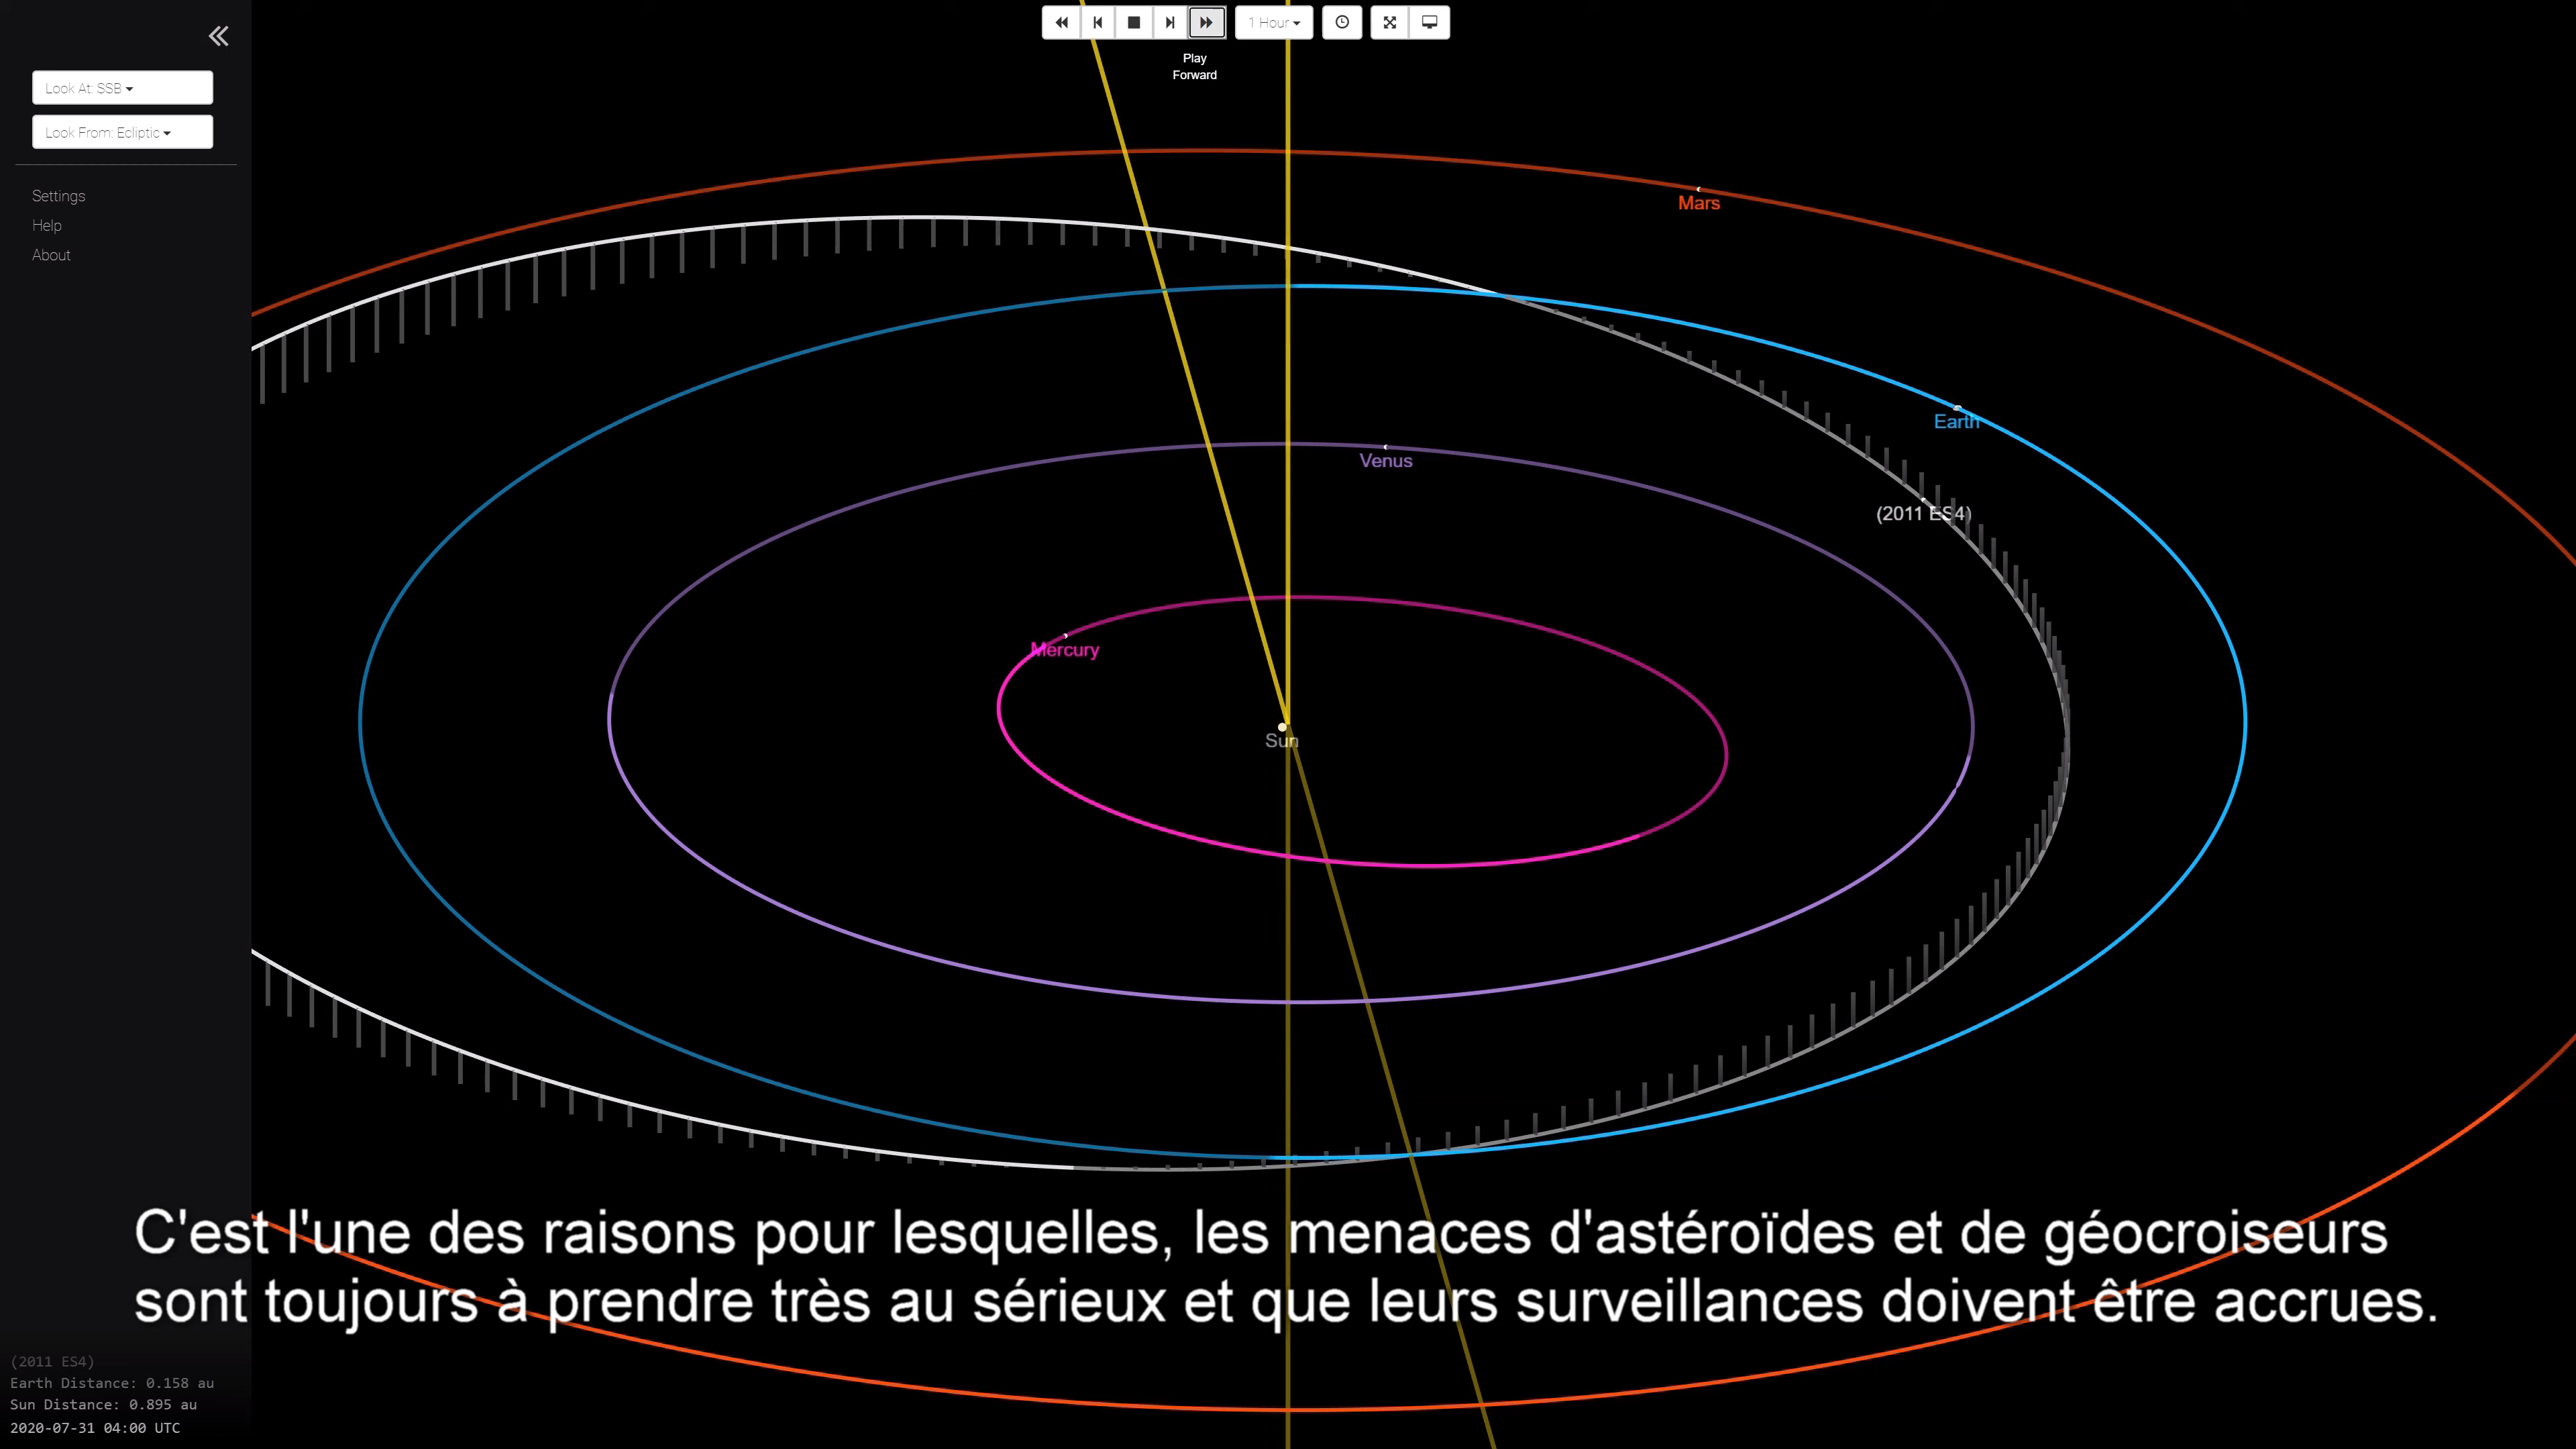 1 Hour
Play
Forward
Look At: SSB
Look From: Ecliptic
Settings
Help
About
Mars
Earth
Venus
(2011 ES4)
Mercury
Sun
C'est l'une des raisons pour lesquelles, les menaces d'astéroïdes et de géocroiseurs
sont toujours à prendre très au sérieux et que leurs surveillances doivent être accrues.
(2011 ES4)
Earth Distance: 0.158 au
Sun Distance: 0.895 au
2020-07-31 04:00 UTC